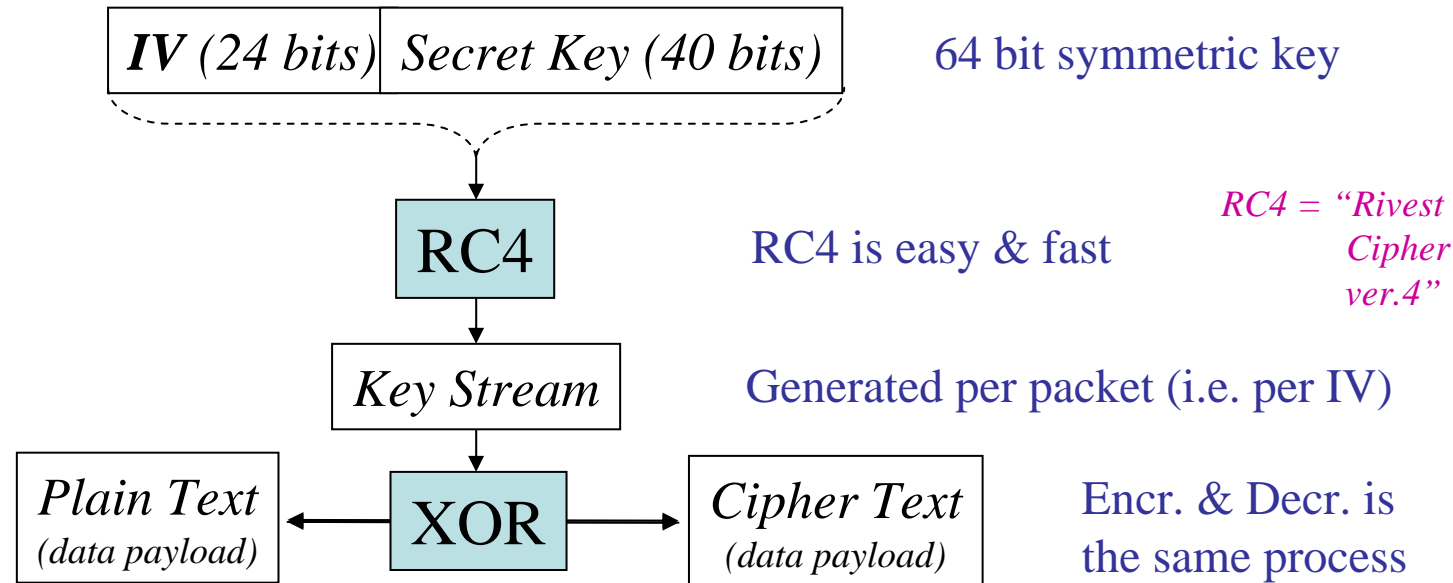 IV (24 bits) Secret Key (40 bits) 64 bit symmetric key
RC4 RC4 is easy & fast
RC4 = “Rivest
Cipher
ver.4”
Key Stream Generated per packet (i.e. per IV)
Plain Text
(data payload)
XOR
Cipher Text
(data payload)
Encr. & Decr. is
the same process